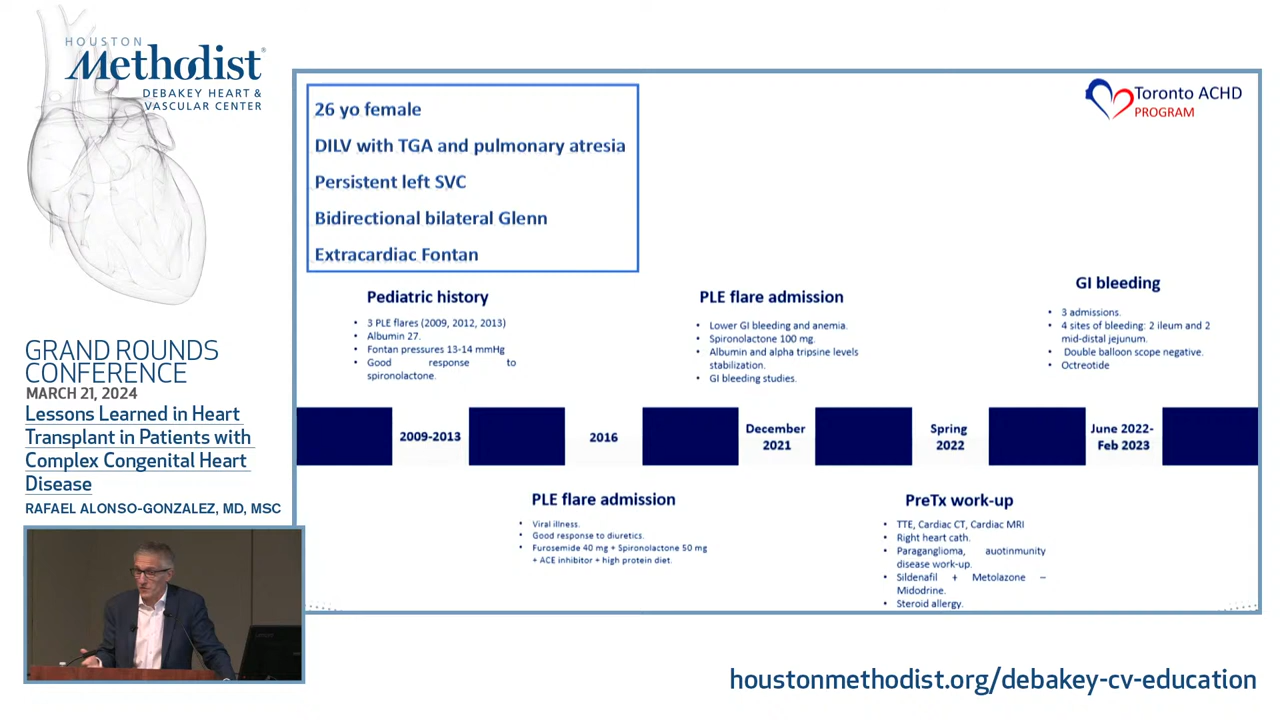 HOUSTON
Methodist®
DEBAKEY HEART &
VASCULAR CENTER
GRAND ROUNDS
CONFERENCE
MARCH 21, 2024
Lessons Learned in Heart
Transplant in Patients with
Complex Congenital Heart
Disease
RAFAEL ALONSO-GONZALEZ, MD, MSC
Toronto ACHD
PROGRAM
26 yo female
DILV with TGA and pulmonary atresia
Persistent left SVC
Bidirectional bilateral Glenn
Extracardiac Fontan
Pediatric history
• 3 PLE flares (2009, 2012, 2013)
• Albumin 27.
• Fontan pressures 13-14 mmHg
• Good response to
spironolactone.
PLE flare admission
• Lower GI bleeding and anemia.
• Spironolactone 100 mg.
• Albumin and alpha tripsine levels
stabilization.
• GI bleeding studies.
GI bleeding
• 3 admissions.
• 4 sites of bleeding: 2 ileum and 2
mid-distal jejunum.
• Double balloon scope negative.
• Octreotide
2009-2013
2016
December
2021
Spring
2022
June 2022-
Feb 2023
PLE flare admission
• Viral illness.
• Good response to diuretics.
• Furosemide 40 mg + Spironolactone 50 mg
+ ACE inhibitor + high protein diet.
PreTx work-up
• TTE, Cardiac CT, Cardiac MRI
• Right heart cath.
• Paraganglioma, auotinmunity
disease work-up.
• Sildenafil + Metolazone –
Midodrine.
• Steroid allergy.
houstonmethodist.org/debakey-cv-education